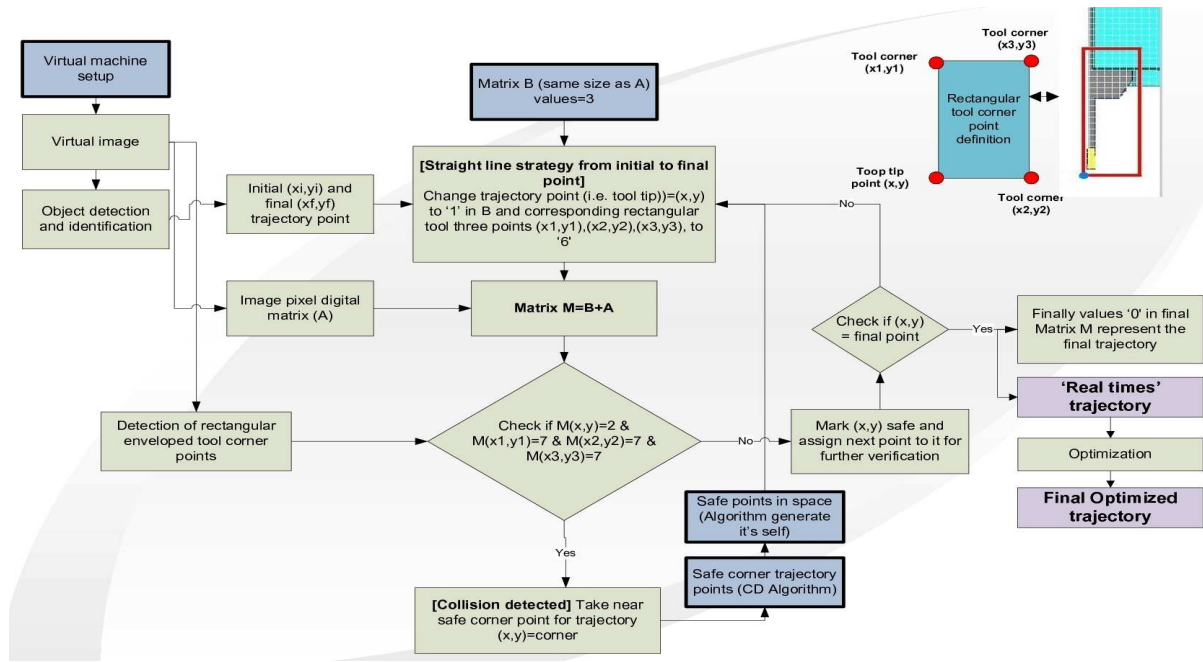 Virtual machine
setup
Virtual image
Object detection
and identification
Initial (xi,yi) and
final (xf,yf)
trajectory point
Image pixel digital
matrix (A)
Detection of rectangular
enveloped tool corner
points
Matrix B (same size as A)
values=3
[Straight line strategy from initial to final
point]
Change trajectory point (i.e. tool tip))=(x,y)
to ‘1’ in B and corresponding rectangular
tool three points (x1,y1),(x2,y2),(x3,y3), to
‘6'
Matrix M=B+A
Check if M(x,y)=2 &
M(x1,y1)=7 & M(x2,y2)=7 &
M(x3,y3)=7
Yes
[Collision detected] Take near
safe corner point for trajectory
(x,y)=corner
No
Mark (x,y) safe and
assign next point to it for
further verification
Safe points in space
(Algorithm generate
it’s self)
Safe corner trajectory
points (CD Algorithm)
Check if (x,y)
= final point
No
Yes
Finally values ‘0' in final
Matrix M represent the
final trajectory
‘Real times’
trajectory
Optimization
Final Optimized
trajectory
Tool corner
(x1,y1)
Tool corner
(x3,y3)
Rectangular
tool corner
point
definition
Toop tip
point (x,y)
Tool corner
(x2,y2)